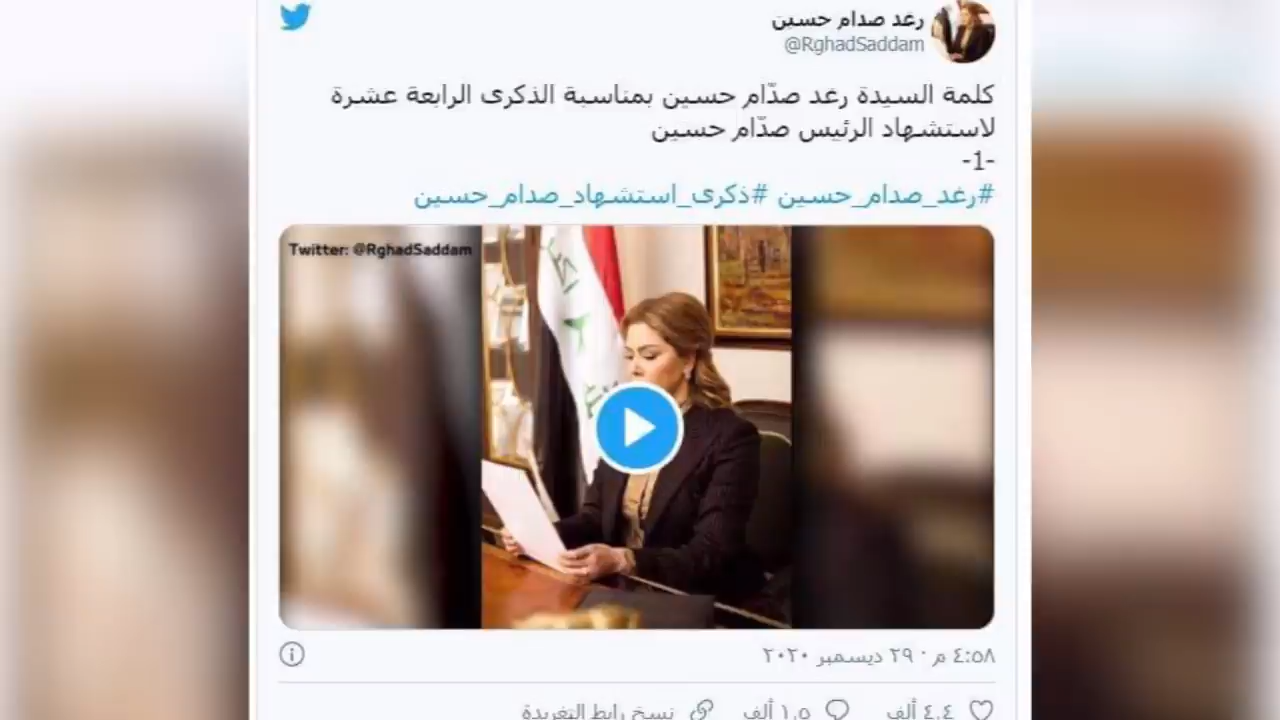 رغد صدام حسين
@RghadSaddam
كلمة السيدة رغد صدّام حسين بمناسبة الذكرى الرابعة عشرة
لاستشهاد الرئيس صدّام حسين
-1-
#رغد_صدام_حسين #ذكرى_استشهاد_صدام_حسين
Twitter: @RghadSaddam
٤:٥٨ م · ٢٩ ديسمبر ٢٠٢٠
٤.٤ ألف ١.٥ ألف نسخ رابط التغريدة